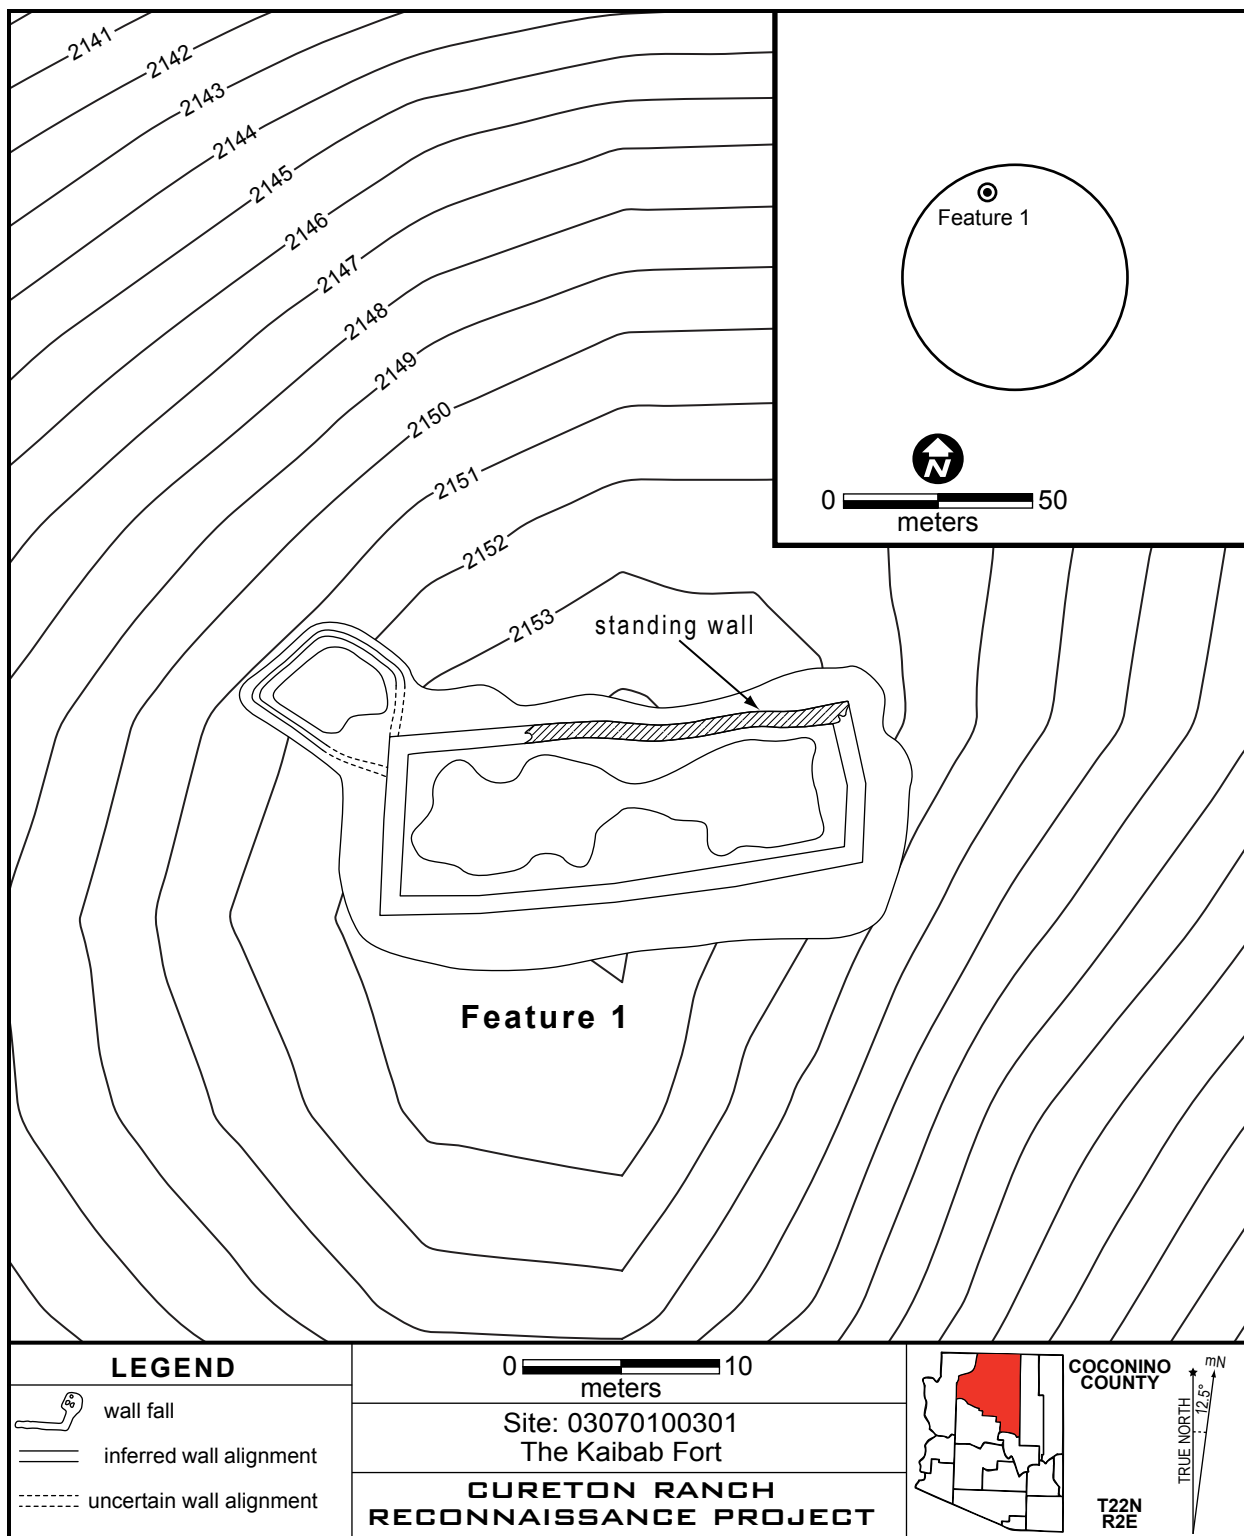 2141
2142
2143
2144
2145
2146
2147
2148
2149
2150
2151
2152
2153
standing wall
Feature 1
Feature 1
N
0 50
meters
LEGEND
wall fall
inferred wall alignment
uncertain wall alignment
0 10
meters
Site: 03070100301
The Kaibab Fort
CURETON RANCH
RECONNAISSANCE PROJECT
COCONINO
COUNTY
T22N
R2E
TRUE NORTH
mN
12.5°